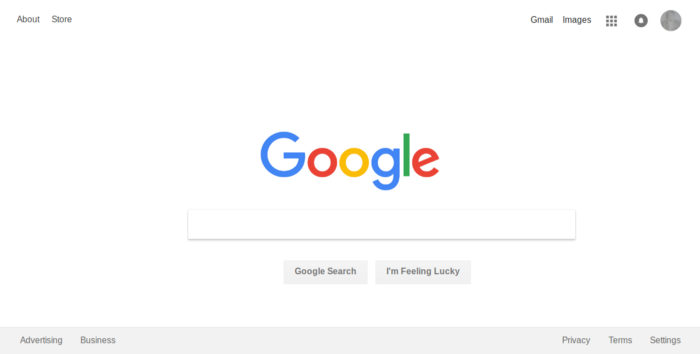 About Store Gmail Images
Google
Google Search I'm Feeling Lucky
Advertising Business Privacy Terms Settings